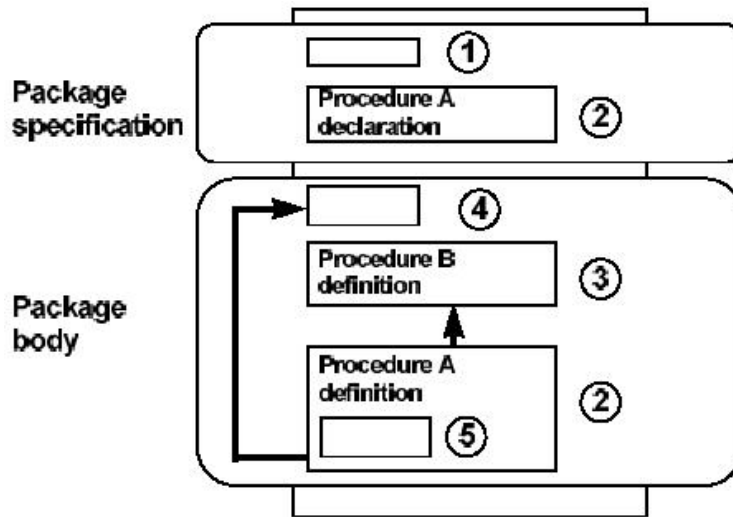 1
Package
specification
Procedure A
declaration
2
4
Procedure B
definition
3
Package
body
Procedure A
definition
2
5